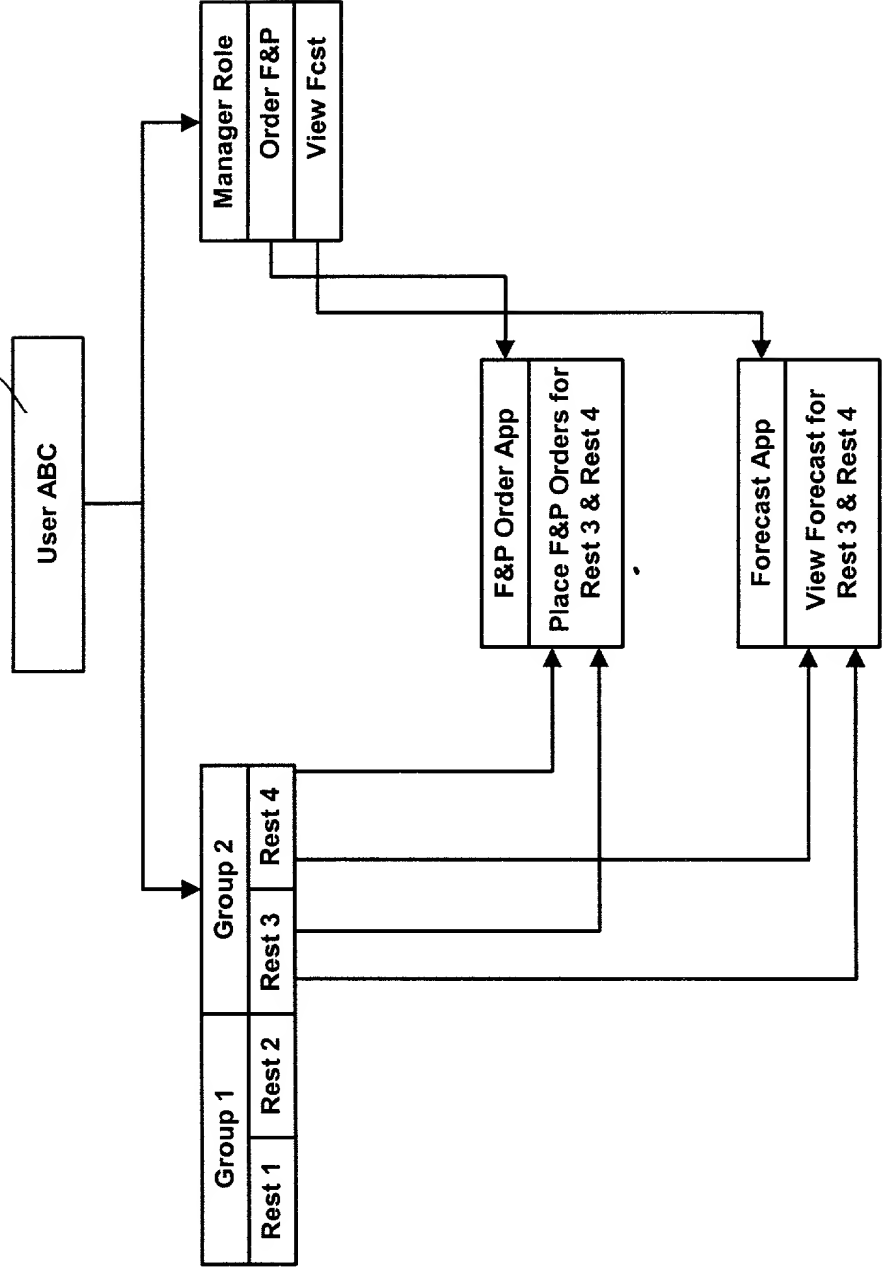 User ABC
Group 1
Group 2
Rest 1
Rest 2
Rest 3
Rest 4
Manager Role
Order F&P
View Fcst
F&P Order App
Place F&P Orders for
Rest 3 & Rest 4
Forecast App
View Forecast for
Rest 3 & Rest 4